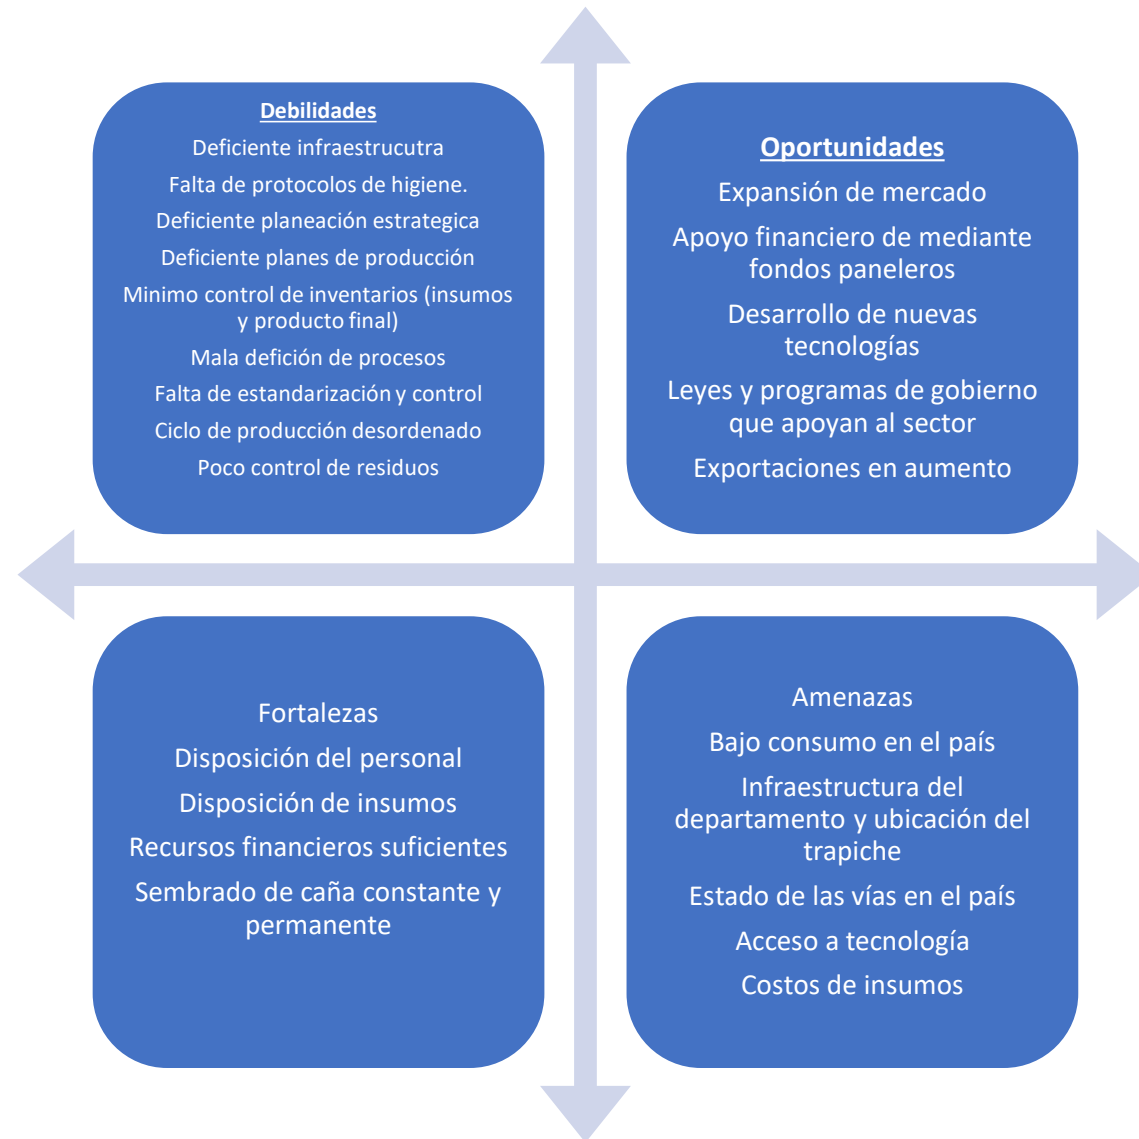 Debilidades
Deficiente infraestrucutra
Falta de protocolos de higiene.
Deficiente planeación estrategica
Deficiente planes de producción
Minimo control de inventarios (insumos
y producto final)
Mala defición de procesos
Falta de estandarización y control
Ciclo de producción desordenado
Poco control de residuos
Oportunidades
Expansión de mercado
Apoyo financiero de mediante
fondos paneleros
Desarrollo de nuevas
tecnologías
Leyes y programas de gobierno
que apoyan al sector
Exportaciones en aumento
Fortalezas
Disposición del personal
Disposición de insumos
Recursos financieros suficientes
Sembrado de caña constante y
permanente
Amenazas
Bajo consumo en el país
Infraestructura del
departamento y ubicación del
trapiche
Estado de las vías en el país
Acceso a tecnología
Costos de insumos